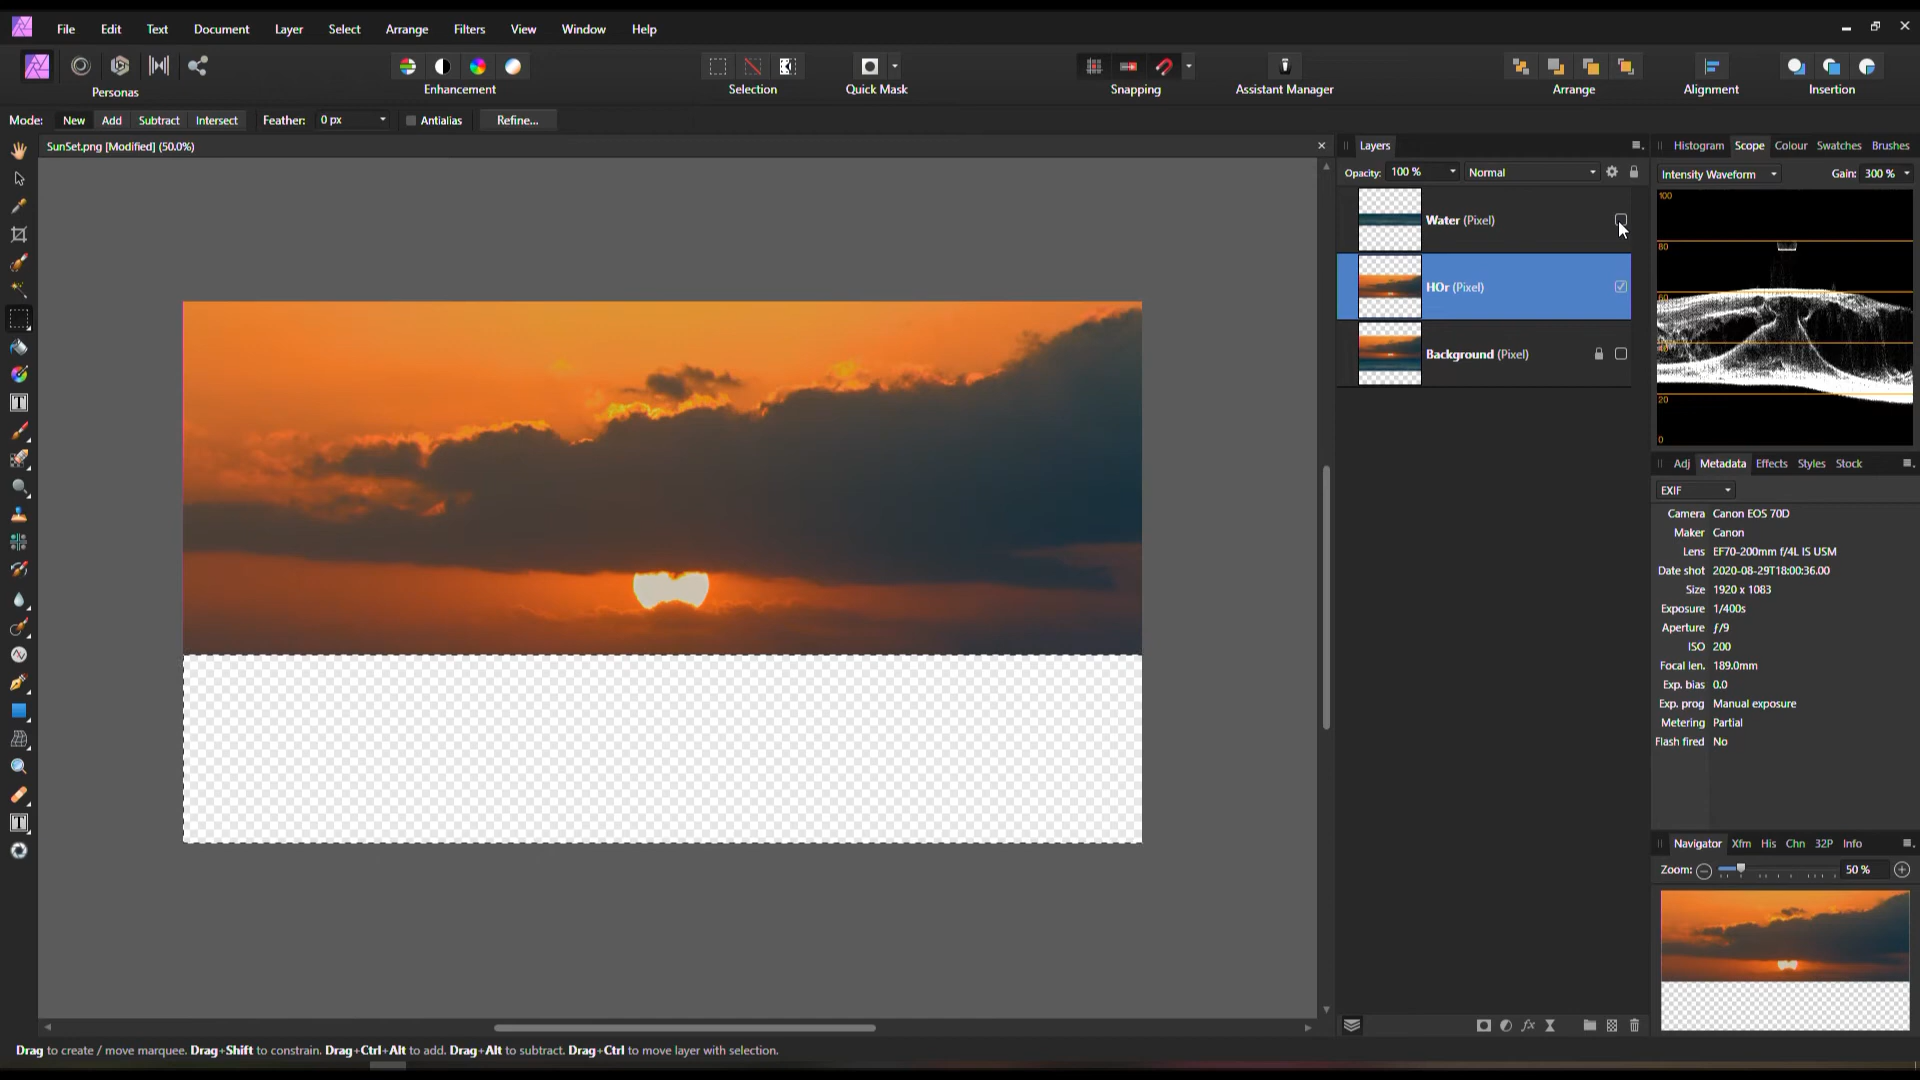 File Edit Text Document Layer Select Arrange Filters View Window Help
Personas Enhancement Selection Quick Mask Snapping Assistant Manager Arrange Alignment Insertion
Mode: New Add Subtract Intersect Feather: 0 px Antialias Refine...
SunSet.png [Modified] (50.0%)
Layers
Opacity: 100 % Normal
Water (Pixel)
HOr (Pixel)
Background (Pixel)
Histogram Scope Colour Swatches Brushes
Intensity Waveform Gain: 300 %
100
80
60
40
20
0
Adj Metadata Effects Styles Stock
EXIF
Camera Canon EOS 70D
Maker Canon
Lens EF70-200mm f/4L IS USM
Date shot 2020-08-29T18:00:36.00
Size 1920 x 1083
Exposure 1/400s
Aperture ƒ/9
ISO 200
Focal len. 189.0mm
Exp. bias 0.0
Exp. prog Manual exposure
Metering Partial
Flash fired No
Navigator Xfm His Chn 32P Info
Zoom: 50 %
Drag to create / move marquee. Drag+Shift to constrain. Drag+Ctrl+Alt to add. Drag+Alt to subtract. Drag+Ctrl to move layer with selection.